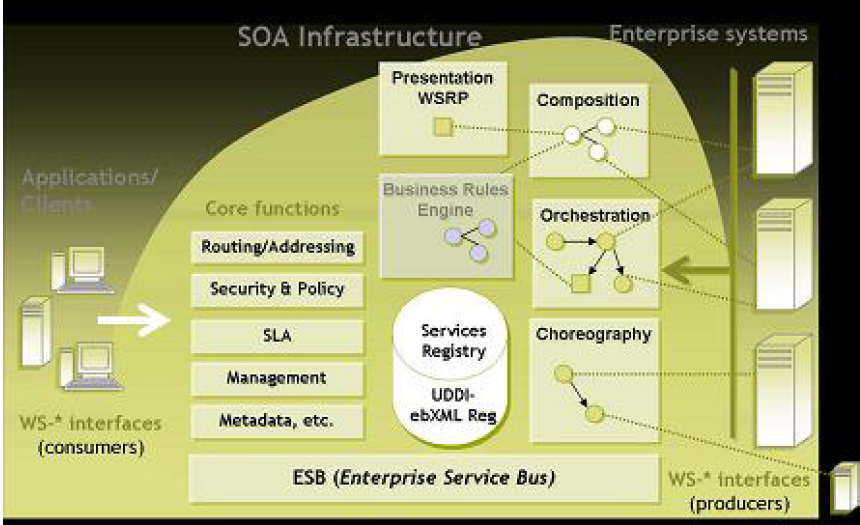 SOA Infrastructure
Enterprise systems
Presentation
WSRP
Composition
Applications/
Clients
Business Rules
Engine
Core functions
Orchestration
Routing/Addressing
Security & Policy
SLA
Management
Metadata, etc.
Services
Registry
UDDI-
ebXML Reg
Choreography
WS-* interfaces
(consumers)
ESB (Enterprise Service Bus)
WS-* interfaces
(producers)